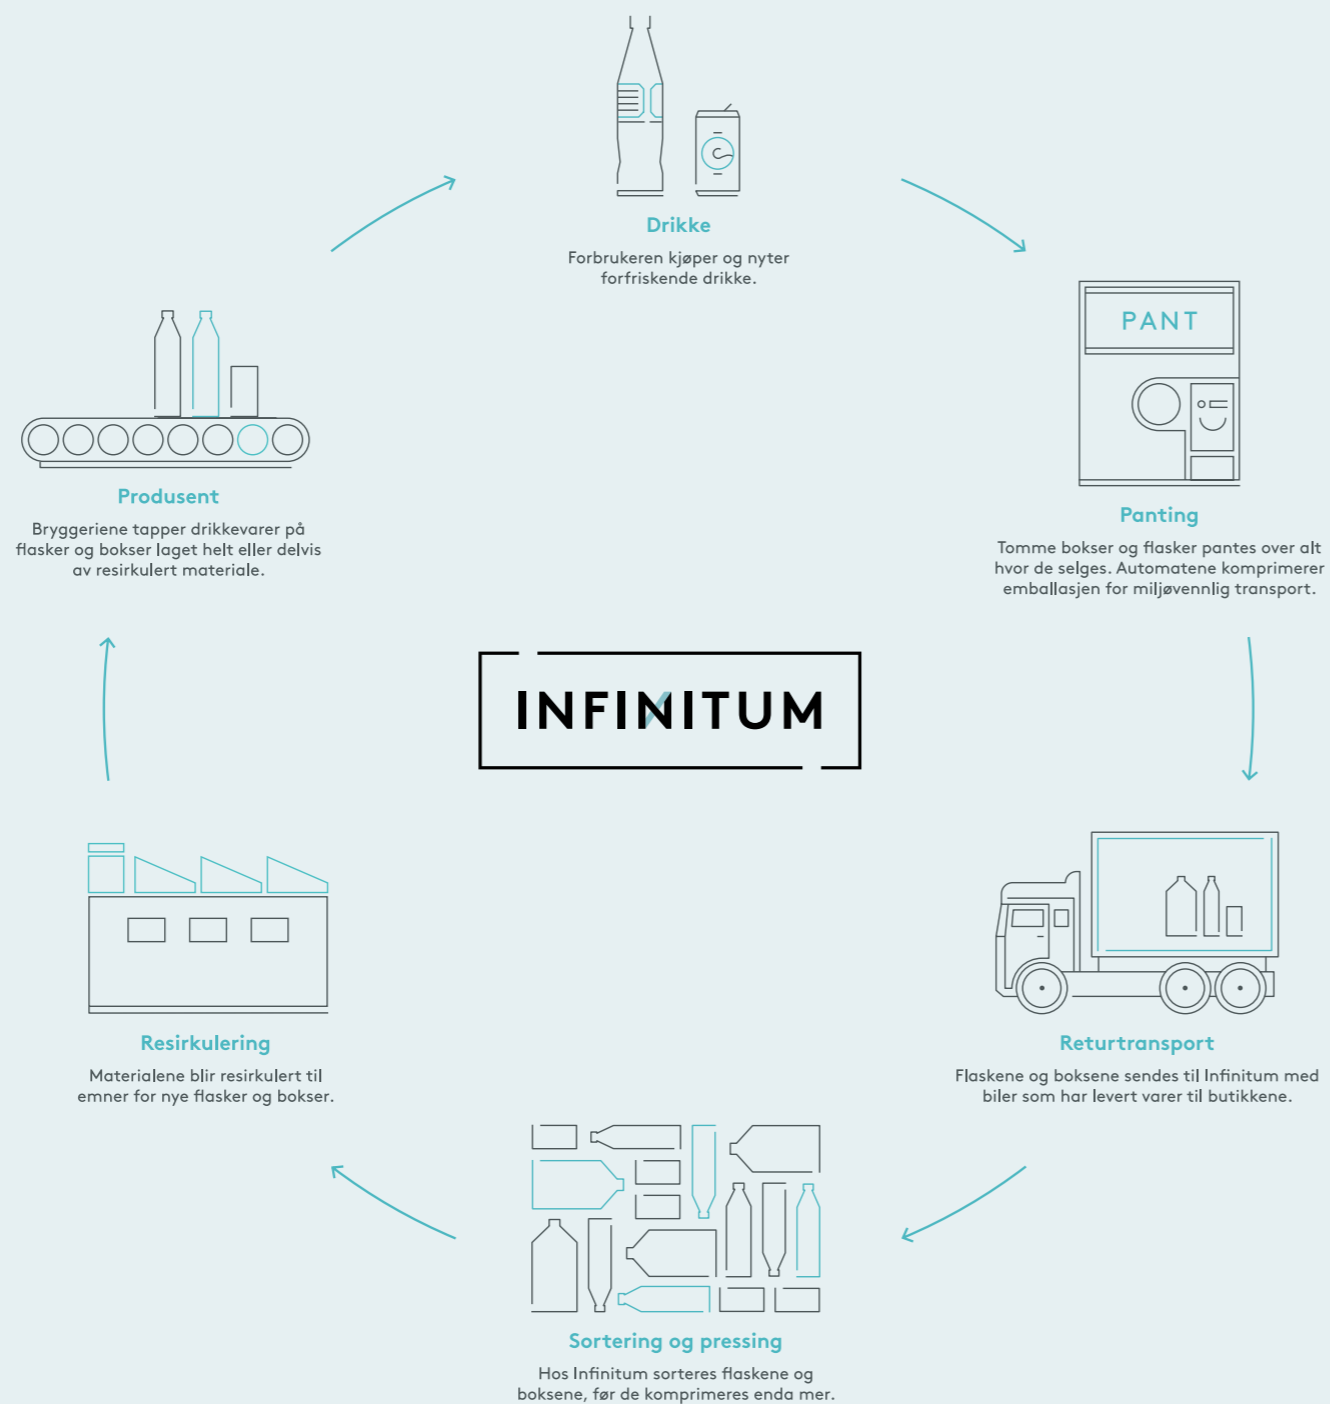 Drikke
Forbrukeren kjøper og nyter
forfriskende drikke.
PANT
Panting
Tomme bokser og flasker pantes over alt
hvor de selges. Automatene komprimerer
emballasjen for miljøvennlig transport.
Returtransport
Flaskene og boksene sendes til Infinitum med
biler som har levert varer til butikkene.
Sortering og pressing
Hos Infinitum sorteres flaskene og
boksene, før de komprimeres enda mer.
Resirkulering
Materialene blir resirkulert til
emner for nye flasker og bokser.
Produsent
Bryggeriene tapper drikkevarer på
flasker og bokser laget helt eller delvis
av resirkulert materiale.
INFINITUM